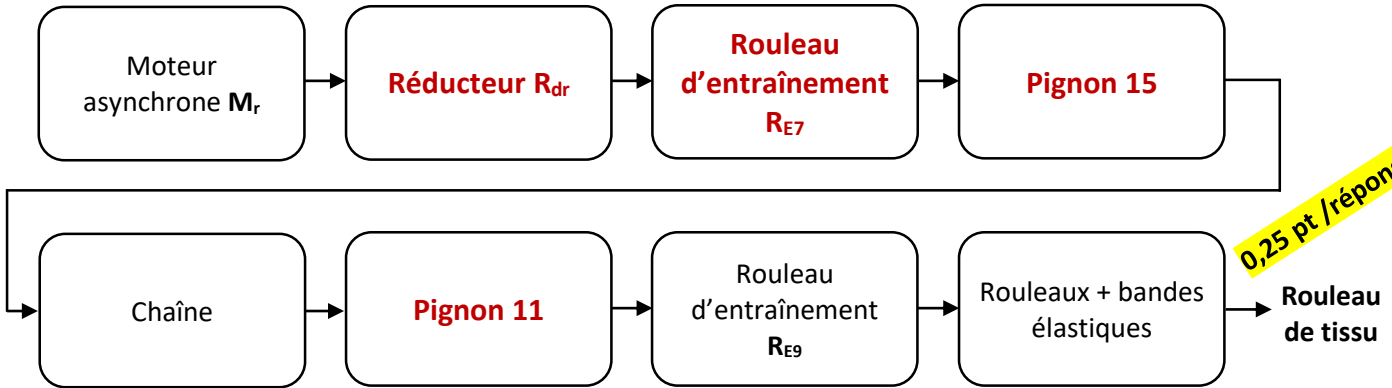 Moteur
asynchrone Mr
Réducteur Rdr
Rouleau
d’entraînement
RE7
Pignon 15
0,25 pt /répons
Chaîne
Pignon 11
Rouleau
d’entraînement
RE9
Rouleaux + bandes
élastiques
Rouleau
de tissu